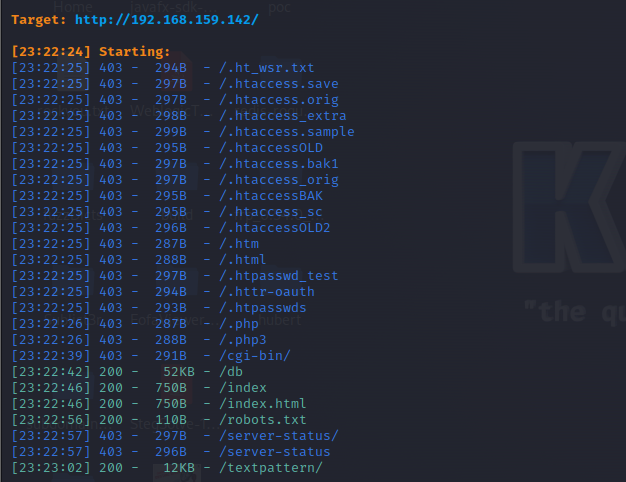 Home Javafx-sdk-... poc
Target: http://192.168.159.142/
[23:22:24] Starting:
[23:22:25] 403 - 294B - /.ht_wsr.txt
[23:22:25] 403 - 297B - /.htaccess.save
[23:22:25] 403 - 297B - /.htaccess.orig
[23:22:25] 403 - 298B - /.htaccess_extra
[23:22:25] 403 - 299B - /.htaccess.sample
[23:22:25] 403 - 295B - /.htaccessOLD
[23:22:25] 403 - 297B - /.htaccess.bak1
[23:22:25] 403 - 297B - /.htaccess_orig
[23:22:25] 403 - 295B - /.htaccessBAK
[23:22:25] 403 - 295B - /.htaccess_sc
[23:22:25] 403 - 296B - /.htaccessOLD2
[23:22:25] 403 - 287B - /.htm
[23:22:25] 403 - 288B - /.html
[23:22:25] 403 - 297B - /.htpasswd_test
[23:22:25] 403 - 294B - /.httr-oauth
[23:22:25] 403 - 293B - /.htpasswds
[23:22:26] 403 - 287B - /.php
[23:22:26] 403 - 288B - /.php3
[23:22:39] 403 - 291B - /cgi-bin/
[23:22:42] 200 - 52KB - /db
[23:22:46] 200 - 750B - /index
[23:22:46] 200 - 750B - /index.html
[23:22:56] 200 - 110B - /robots.txt
[23:22:57] 403 - 297B - /server-status/
[23:22:57] 403 - 296B - /server-status
[23:23:02] 200 - 12KB - /textpattern/
K
"the qu